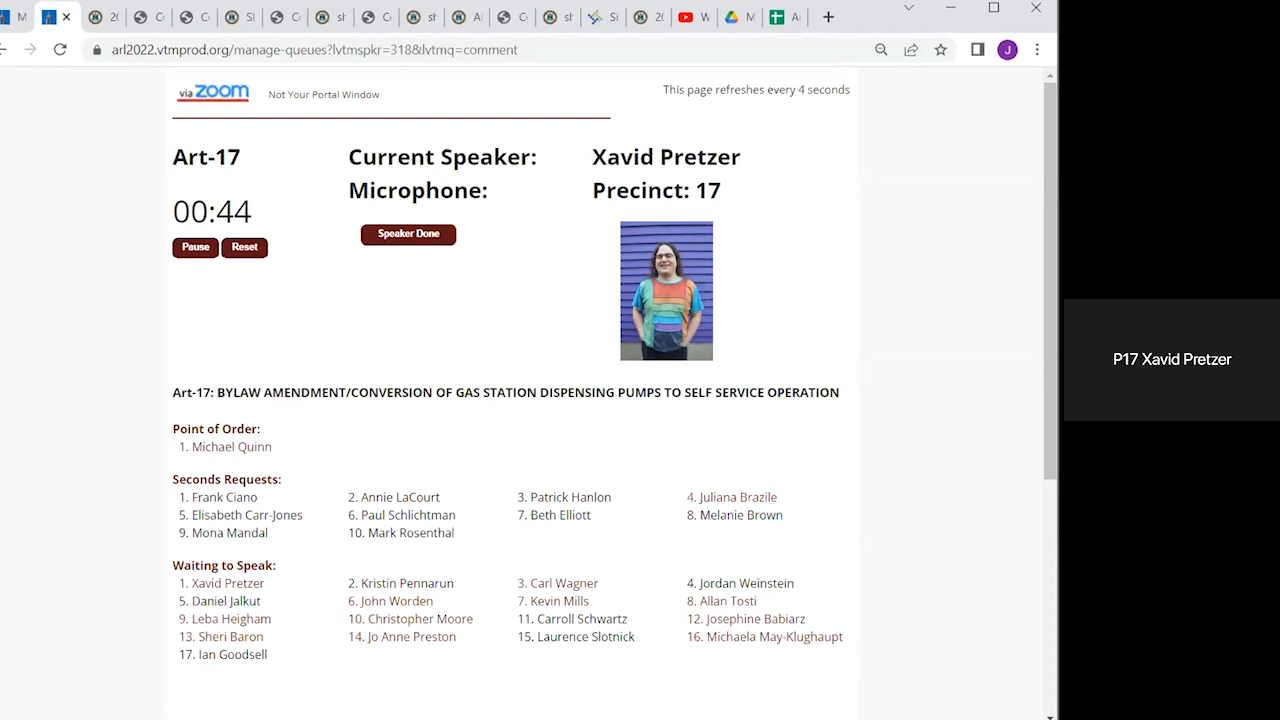 M
C
S
2
W
M
A
arl2022.vtmprod.org/manage-queues?lvtmspkr=318&lvtmq=comment
J
via zoom
Not Your Portal Window
This page refreshes every 4 seconds
Art-17
Current Speaker:
Xavid Pretzer
Microphone:
Precinct: 17
00:44
Speaker Done
Pause
Reset
P17 Xavid Pretzer
Art-17: BYLAW AMENDMENT/CONVERSION OF GAS STATION DISPENSING PUMPS TO SELF SERVICE OPERATION
Point of Order:
1. Michael Quinn
Seconds Requests:
1. Frank Ciano
2. Annie LaCourt
3. Patrick Hanlon
4. Juliana Brazile
5. Elisabeth Carr-Jones
6. Paul Schlichtman
7. Beth Elliott
8. Melanie Brown
9. Mona Mandal
10. Mark Rosenthal
Waiting to Speak:
1. Xavid Pretzer
2. Kristin Pennarun
3. Carl Wagner
4. Jordan Weinstein
5. Daniel Jalkut
6. John Worden
7. Kevin Mills
8. Allan Tosti
9. Leba Heigham
10. Christopher Moore
11. Carroll Schwartz
12. Josephine Babiarz
13. Sheri Baron
14. Jo Anne Preston
15. Laurence Slotnick
16. Michaela May-Klughaupt
17. Ian Goodsell